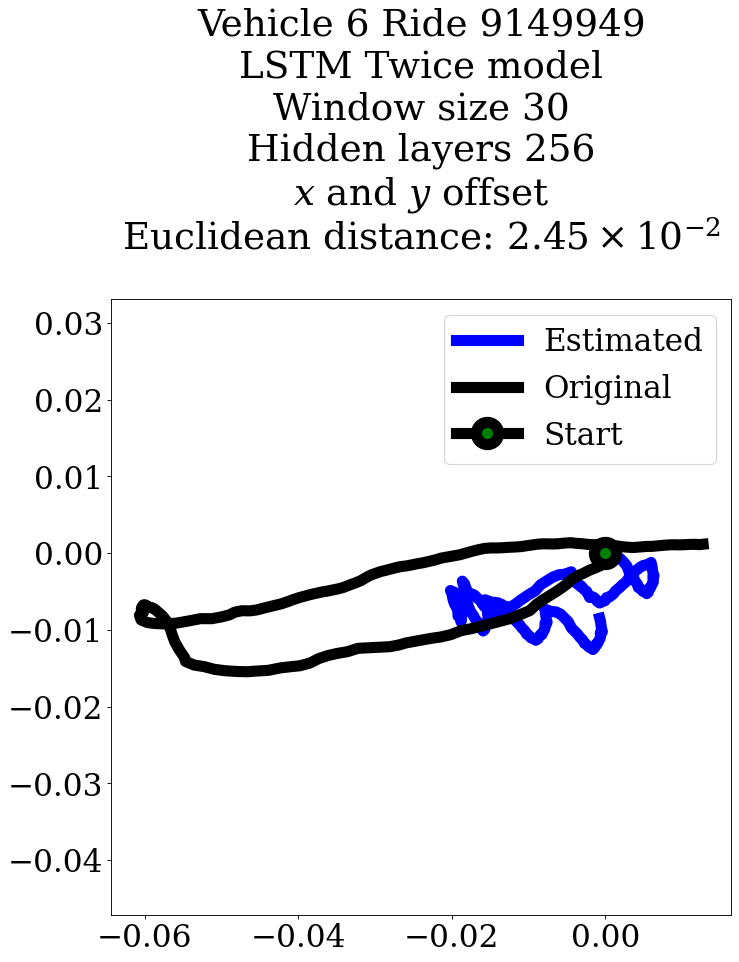 Vehicle 6 Ride 9149949
LSTM Twice model
Window size 30
Hidden layers 256
x and y offset
Euclidean distance: 2.45 × 10⁻²
Estimated
Original
Start
0.03
0.02
0.01
0.00
−0.01
−0.02
−0.03
−0.04
−0.06
−0.04
−0.02
0.00